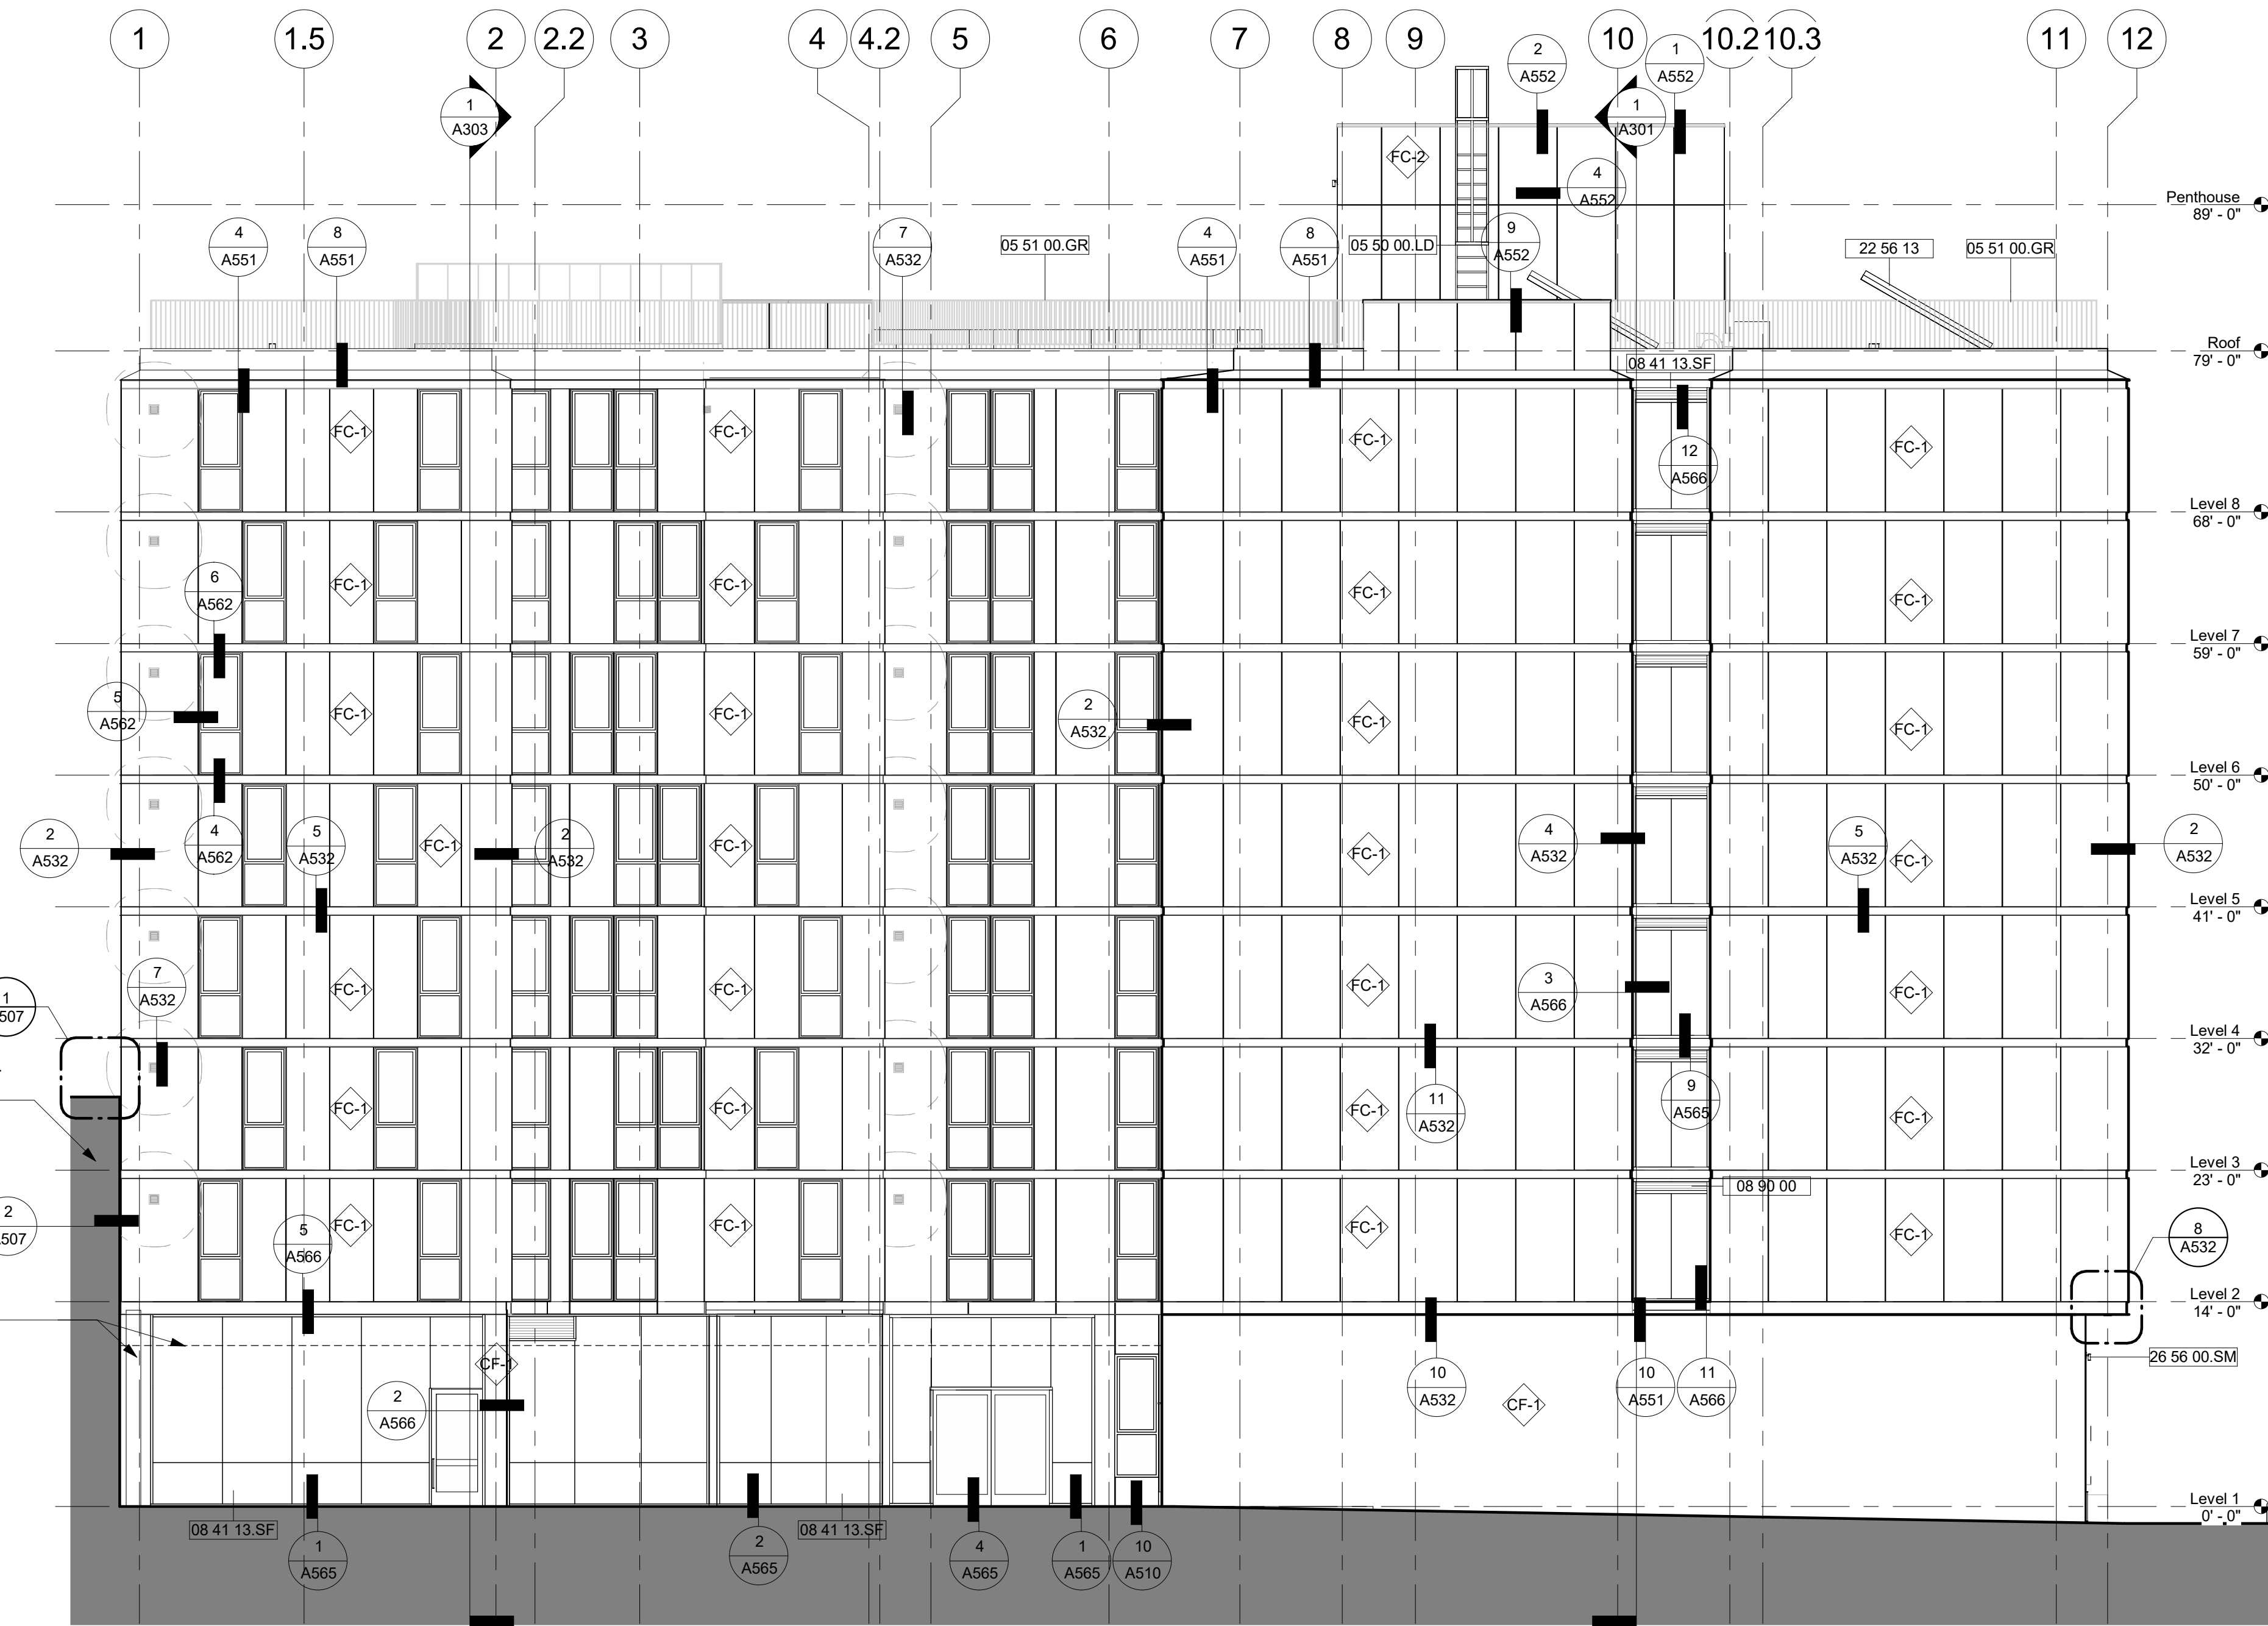 1
1.5
2
2.2
3
4
4.2
5
6
7
8
9
10
10.2
10.3
11
12
1
A303
2
A552
1
A552
1
A301
FC-2
4
A552
Penthouse
89' - 0"
4
A551
8
A551
7
A532
05 51 00.GR
4
A551
8
A551
05 50 00.LD
9
A552
22 56 13
05 51 00.GR
Roof
79' - 0"
08 41 13.SF
FC-1
FC-1
FC-1
FC-1
12
A566
Level 8
68' - 0"
6
A562
FC-1
FC-1
FC-1
FC-1
Level 7
59' - 0"
5
A562
FC-1
FC-1
2
A532
FC-1
FC-1
Level 6
50' - 0"
2
A532
4
A562
5
A532
FC-1
2
A532
FC-1
FC-1
4
A532
5
A532
FC-1
2
A532
Level 5
41' - 0"
1
507
7
A532
FC-1
FC-1
FC-1
3
A566
FC-1
Level 4
32' - 0"
FC-1
FC-1
FC-1
11
A532
9
A565
FC-1
Level 3
23' - 0"
08 90 00
2
507
5
A566
FC-1
FC-1
FC-1
FC-1
8
A532
Level 2
14' - 0"
CF-1
2
A566
10
A532
CF-1
10
A551
11
A566
26 56 00.SM
Level 1
0' - 0"
08 41 13.SF
1
A565
2
A565
08 41 13.SF
4
A565
1
A565
10
A510